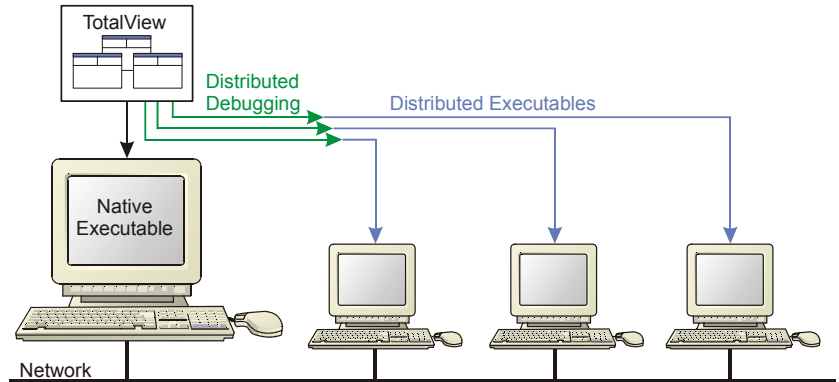 TotalView
Distributed
Debugging
Distributed Executables
Native
Executable
Network